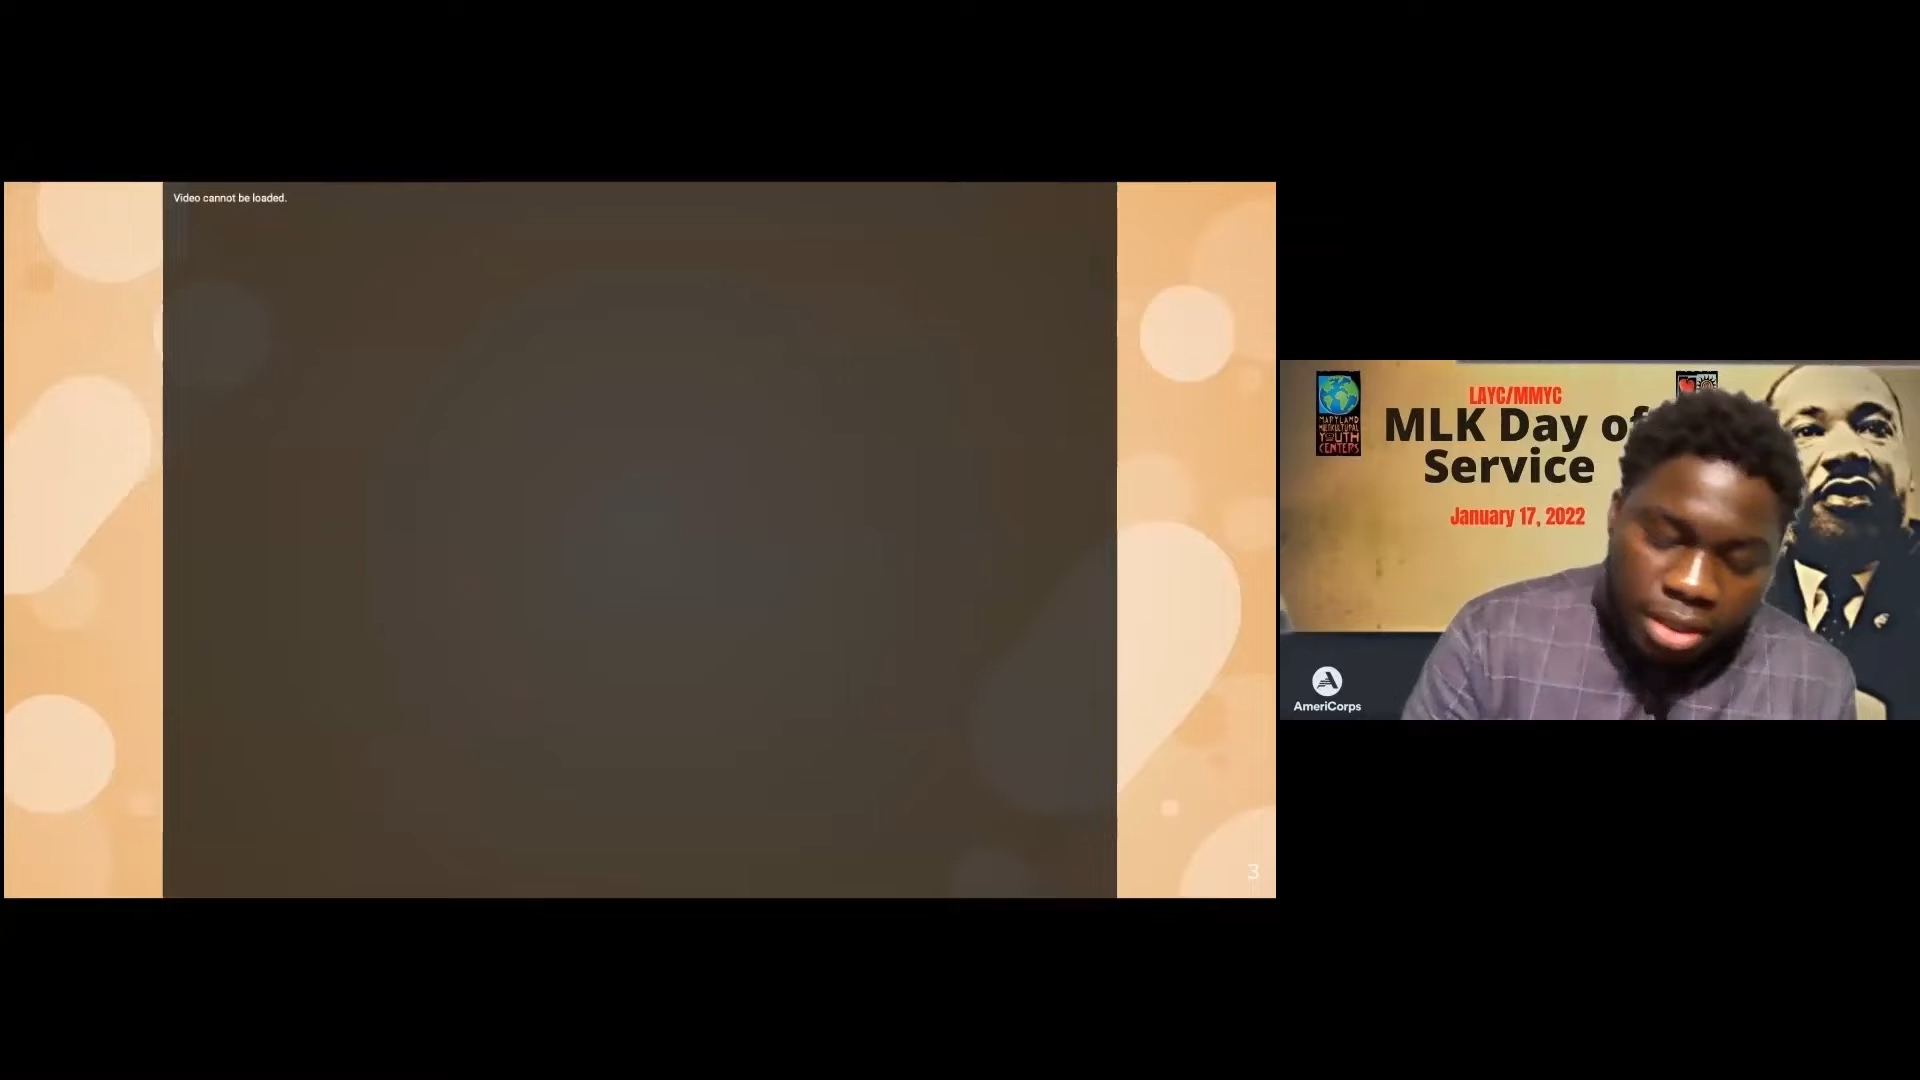 Video cannot be loaded.
3
LAYC/MMYC
MLK Day of
Service
January 17, 2022
MARYLAND
MULTICULTURAL
YOUTH
CENTERS
AmeriCorps